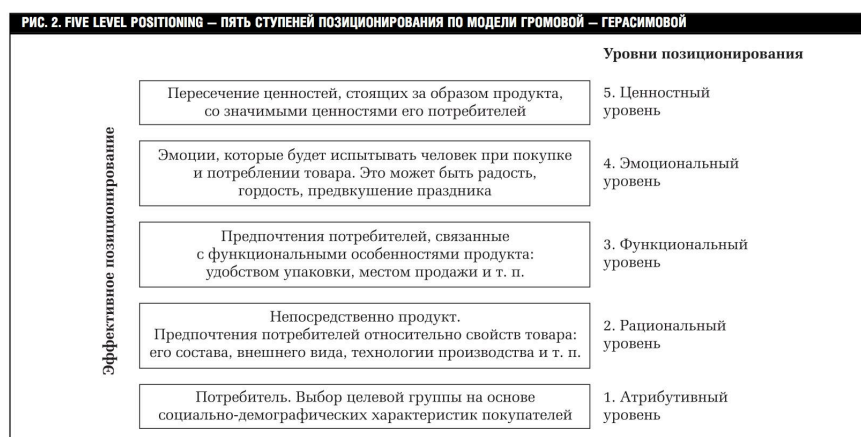 РИС. 2. FIVE LEVEL POSITIONING — ПЯТЬ СТУПЕНЕЙ ПОЗИЦИОНИРОВАНИЯ ПО МОДЕЛИ ГРОМОВОЙ — ГЕРАСИМОВОЙ
Уровни позиционирования
Эффективное позиционирование
Пересечение ценностей, стоящих за образом продукта,
со значимыми ценностями его потребителей
5. Ценностный
уровень
Эмоции, которые будет испытывать человек при покупке
и потреблении товара. Это может быть радость,
гордость, предвкушение праздника
4. Эмоциональный
уровень
Предпочтения потребителей, связанные
с функциональными особенностями продукта:
удобством упаковки, местом продажи и т. п.
3. Функциональный
уровень
Непосредственно продукт.
Предпочтения потребителей относительно свойств товара:
его состава, внешнего вида, технологии производства и т. п.
2. Рациональный
уровень
Потребитель. Выбор целевой группы на основе
социально-демографических характеристик покупателей
1. Атрибутивный
уровень